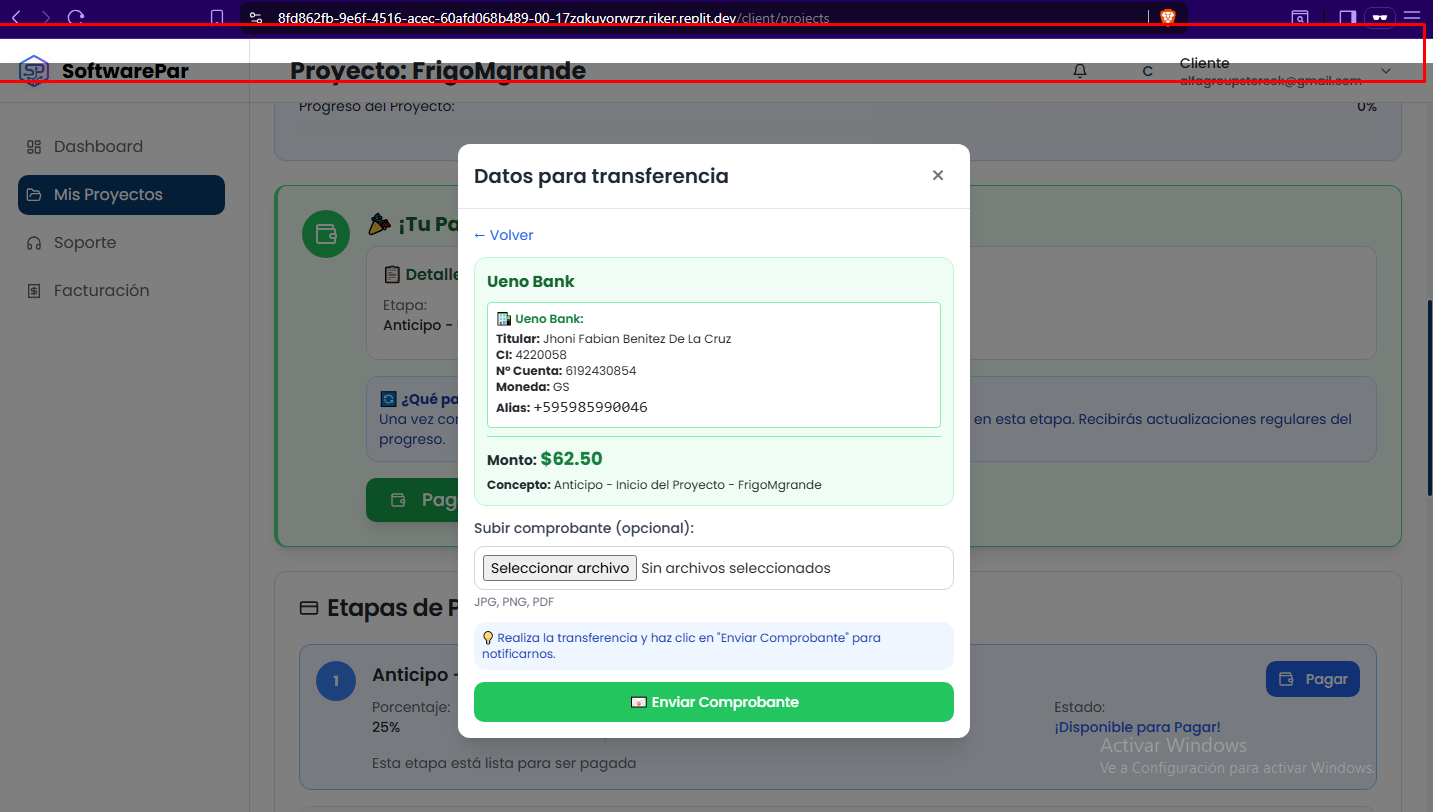 8fd862fb-9e6f-4516-acec-60afd068b489-00-17zgkuvorwrzr.riker.replit.dev/client/projects
SoftwarePar
Proyecto: FrigoMgrande
C
Cliente
alfagroupstoreok@gmail.com
Dashboard
Mis Proyectos
Soporte
Facturación
Progreso del Proyecto:
0%
¡Tu Pa
Detalle
Etapa:
Anticipo -
¿Qué pa
Una vez con
en esta etapa. Recibirás actualizaciones regulares del
progreso.
Pag
Datos para transferencia
×
← Volver
Ueno Bank
Ueno Bank:
Titular: Jhoni Fabian Benitez De La Cruz
CI: 4220058
Nº Cuenta: 6192430854
Moneda: GS
Alias: +595985990046
Monto: $62.50
Concepto: Anticipo - Inicio del Proyecto - FrigoMgrande
Subir comprobante (opcional):
Seleccionar archivo Sin archivos seleccionados
JPG, PNG, PDF
Realiza la transferencia y haz clic en "Enviar Comprobante" para
notificarnos.
Enviar Comprobante
Etapas de P
1
Anticipo -
Pagar
Porcentaje:
25%
Estado:
¡Disponible para Pagar!
Esta etapa está lista para ser pagada
Activar Windows
Ve a Configuración para activar Windows.